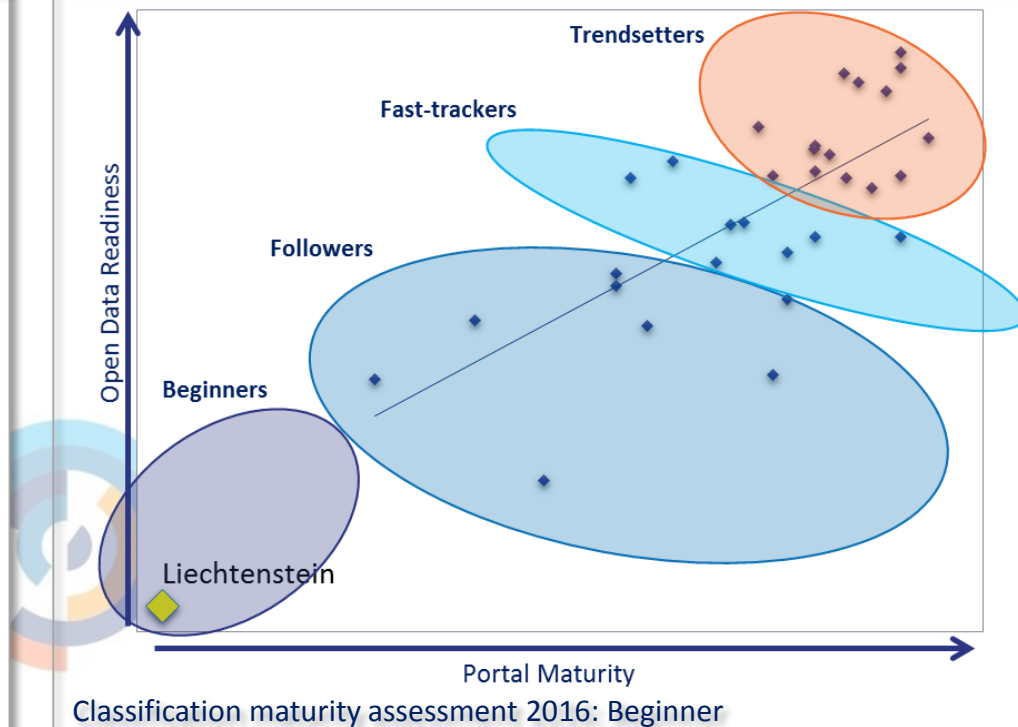 Trendsetters
Fast-trackers
Open Data Readiness
Followers
Beginners
Liechtenstein
Portal Maturity
Classification maturity assessment 2016: Beginner